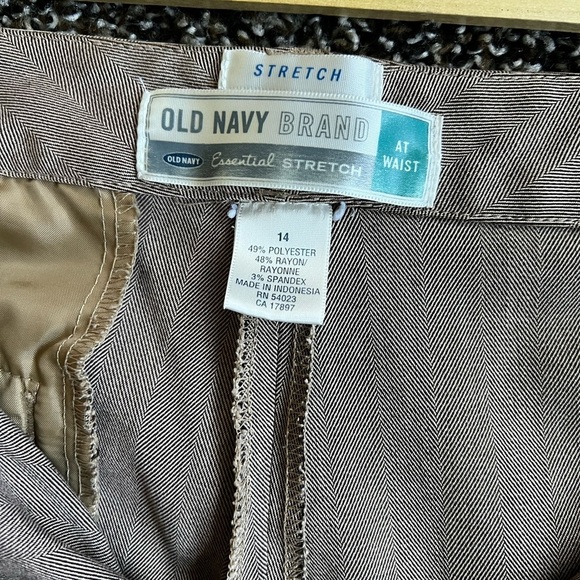 STRETCH
OLD NAVY BRAND
OLD NAVY Essential STRETCH
AT
WAIST
14
49% POLYESTER
48% RAYON/
RAYONNE
3% SPANDEX
MADE IN INDONESIA
RN 54023
CA 17897